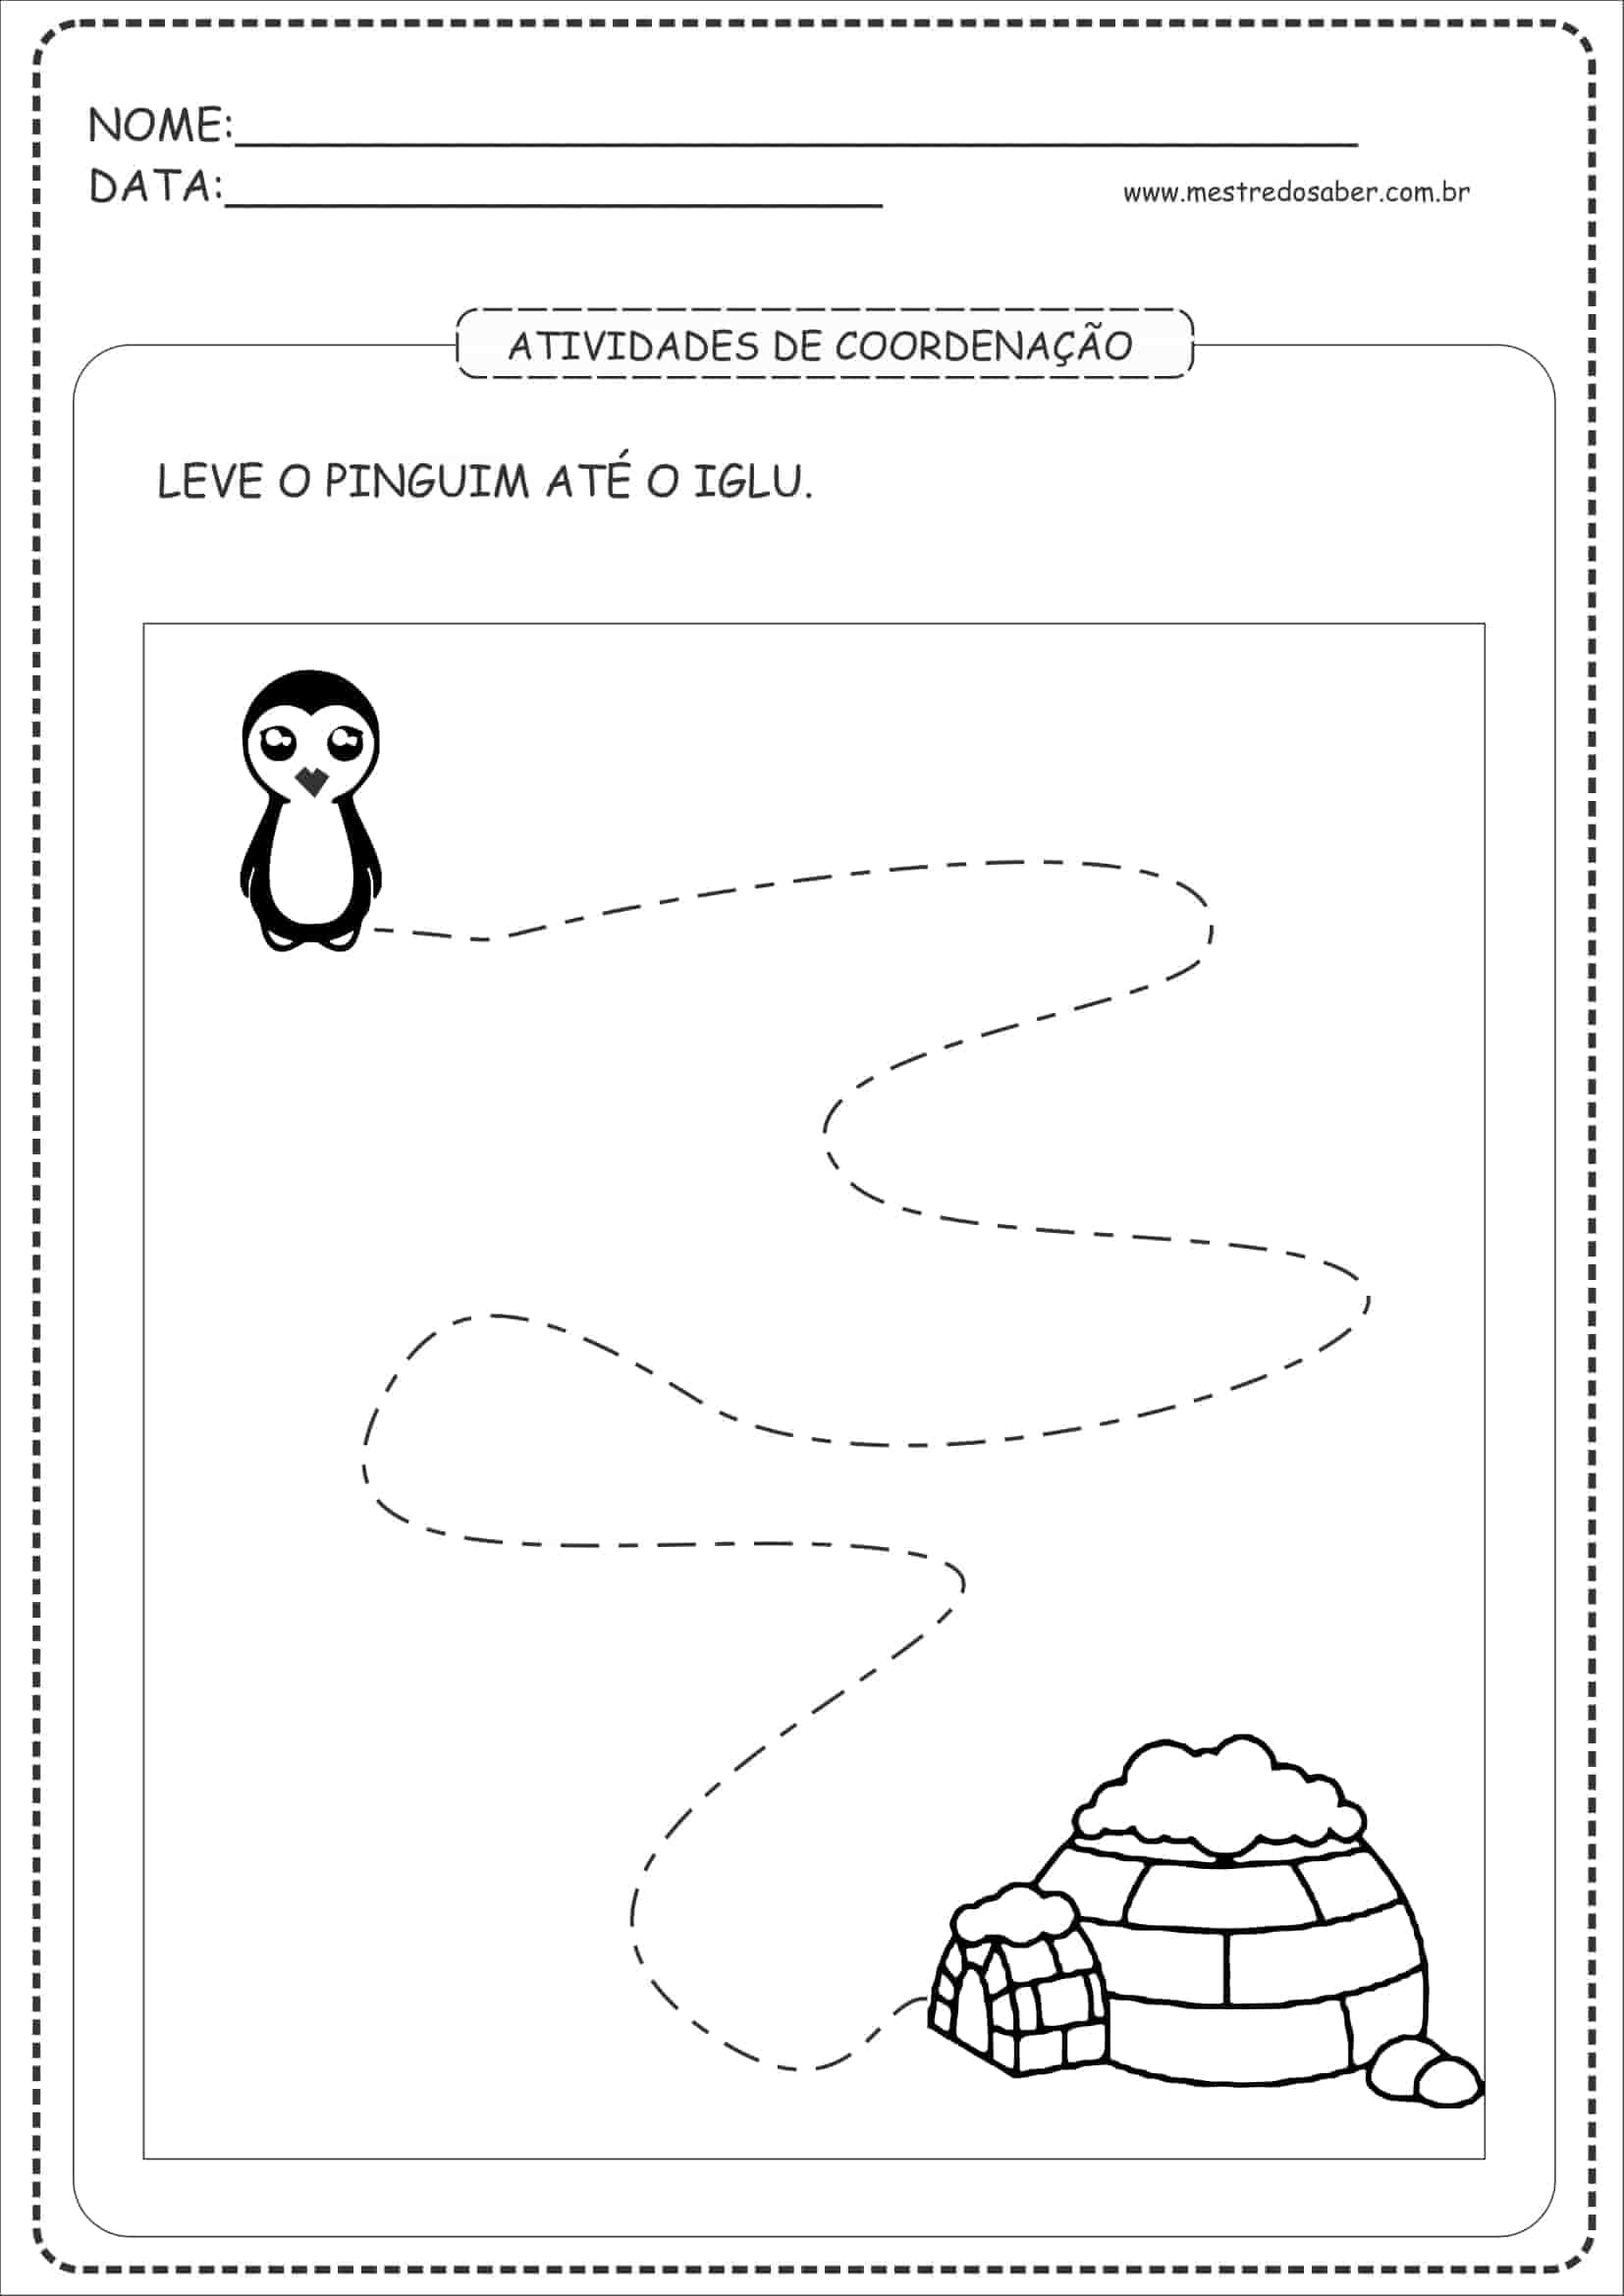 NOME:
DATA:
www.mestredosaber.com.br
ATIVIDADES DE COORDENAÇÃO
LEVE O PINGUIM ATÉ O IGLU.